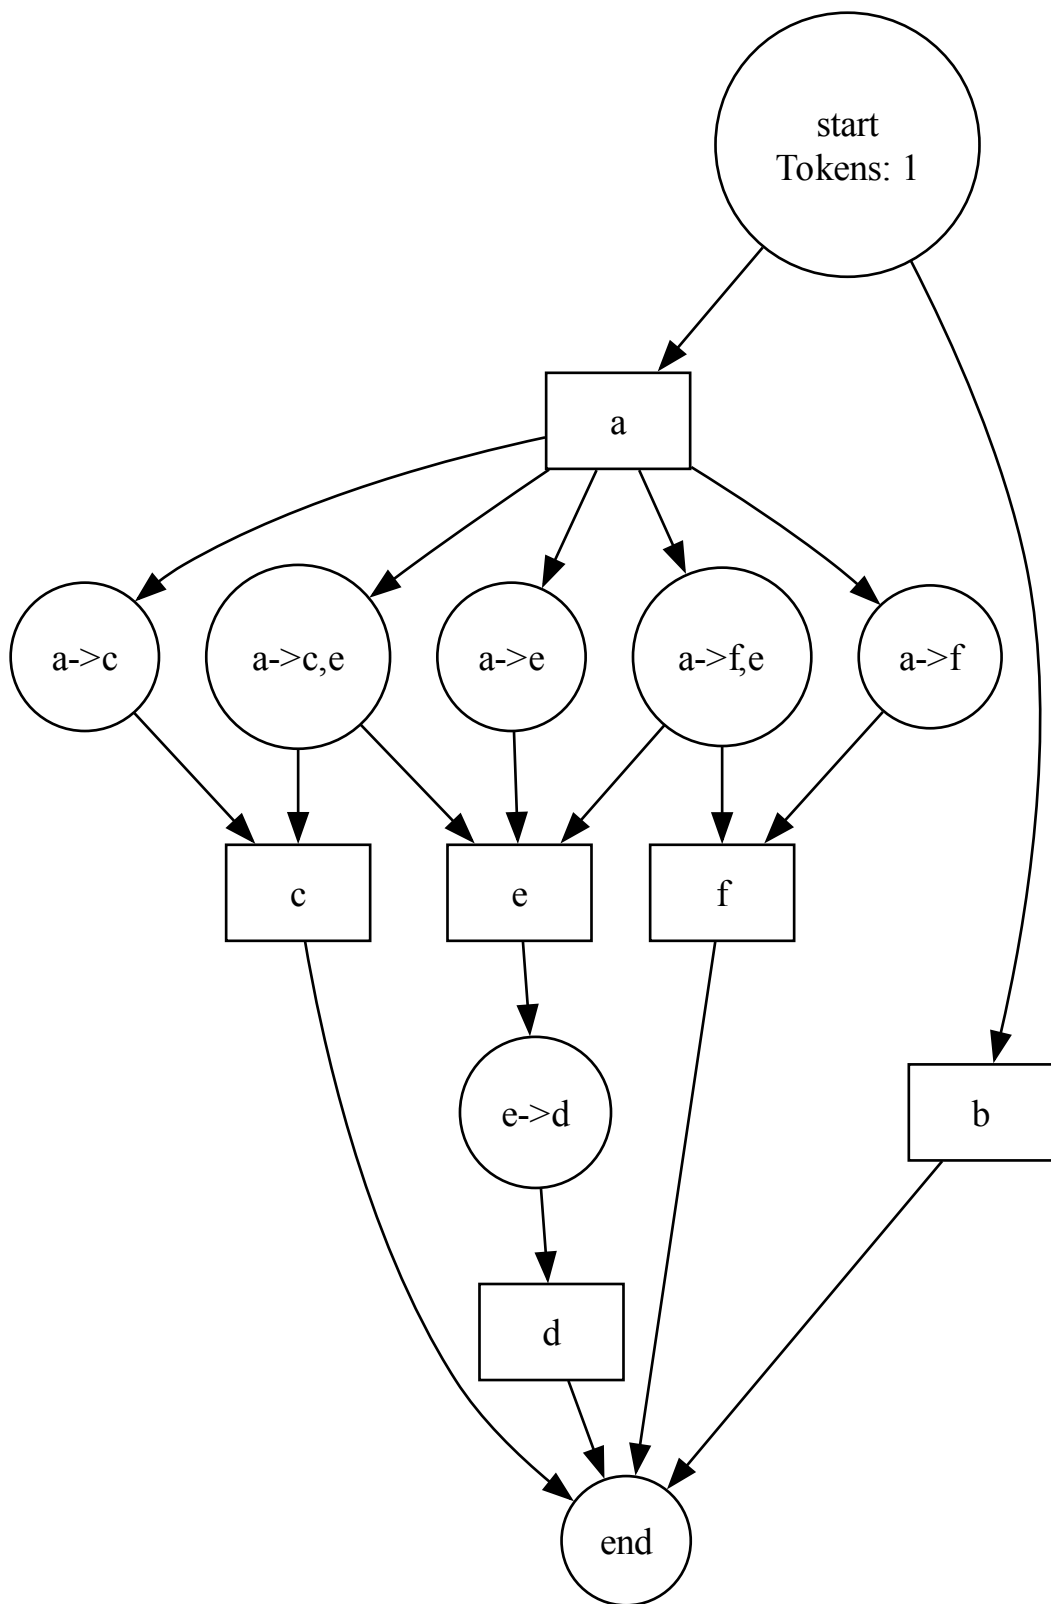 start
Tokens: 1
a
a->c
a->c,e
a->e
a->f,e
a->f
c
e
f
e->d
b
d
end